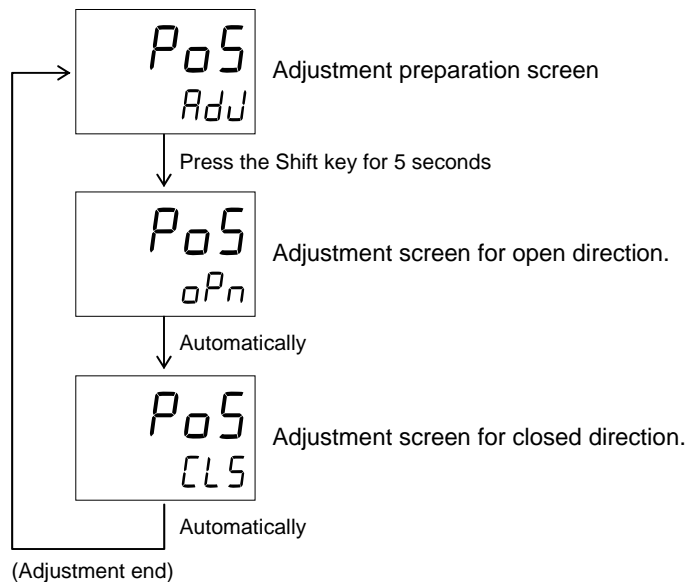 PoS
Adjustment preparation screen
AdJ
Press the Shift key for 5 seconds
PoS
Adjustment screen for open direction.
oPn
Automatically
PoS
Adjustment screen for closed direction.
CLS
Automatically
(Adjustment end)